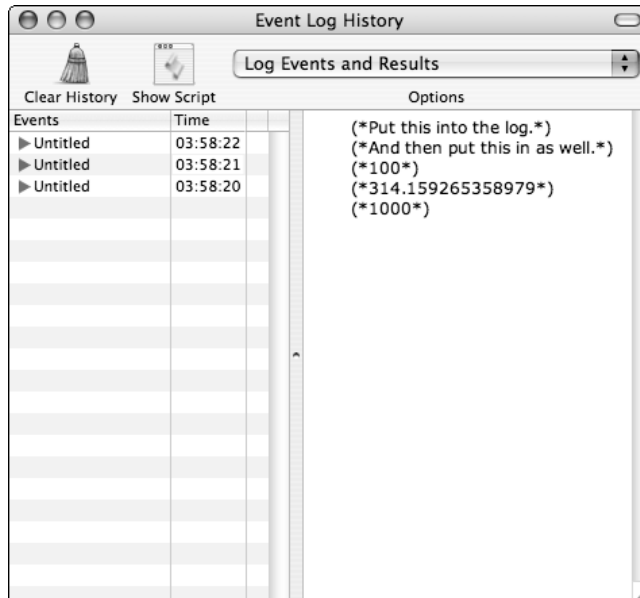 Event Log History
Log Events and Results
Clear History Show Script Options
Events Time
Untitled 03:58:22
Untitled 03:58:21
Untitled 03:58:20
(*Put this into the log.*)
(*And then put this in as well.*)
(*100*)
(*314.159265358979*)
(*1000*)